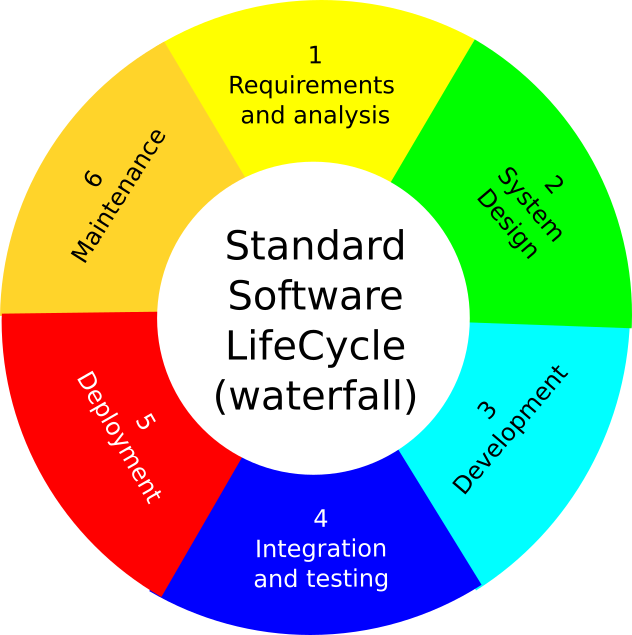 1
Requirements
and analysis
2
System
Design
3
Development
4
Integration
and testing
5
Deployment
6
Maintenance
Standard
Software
LifeCycle
(waterfall)